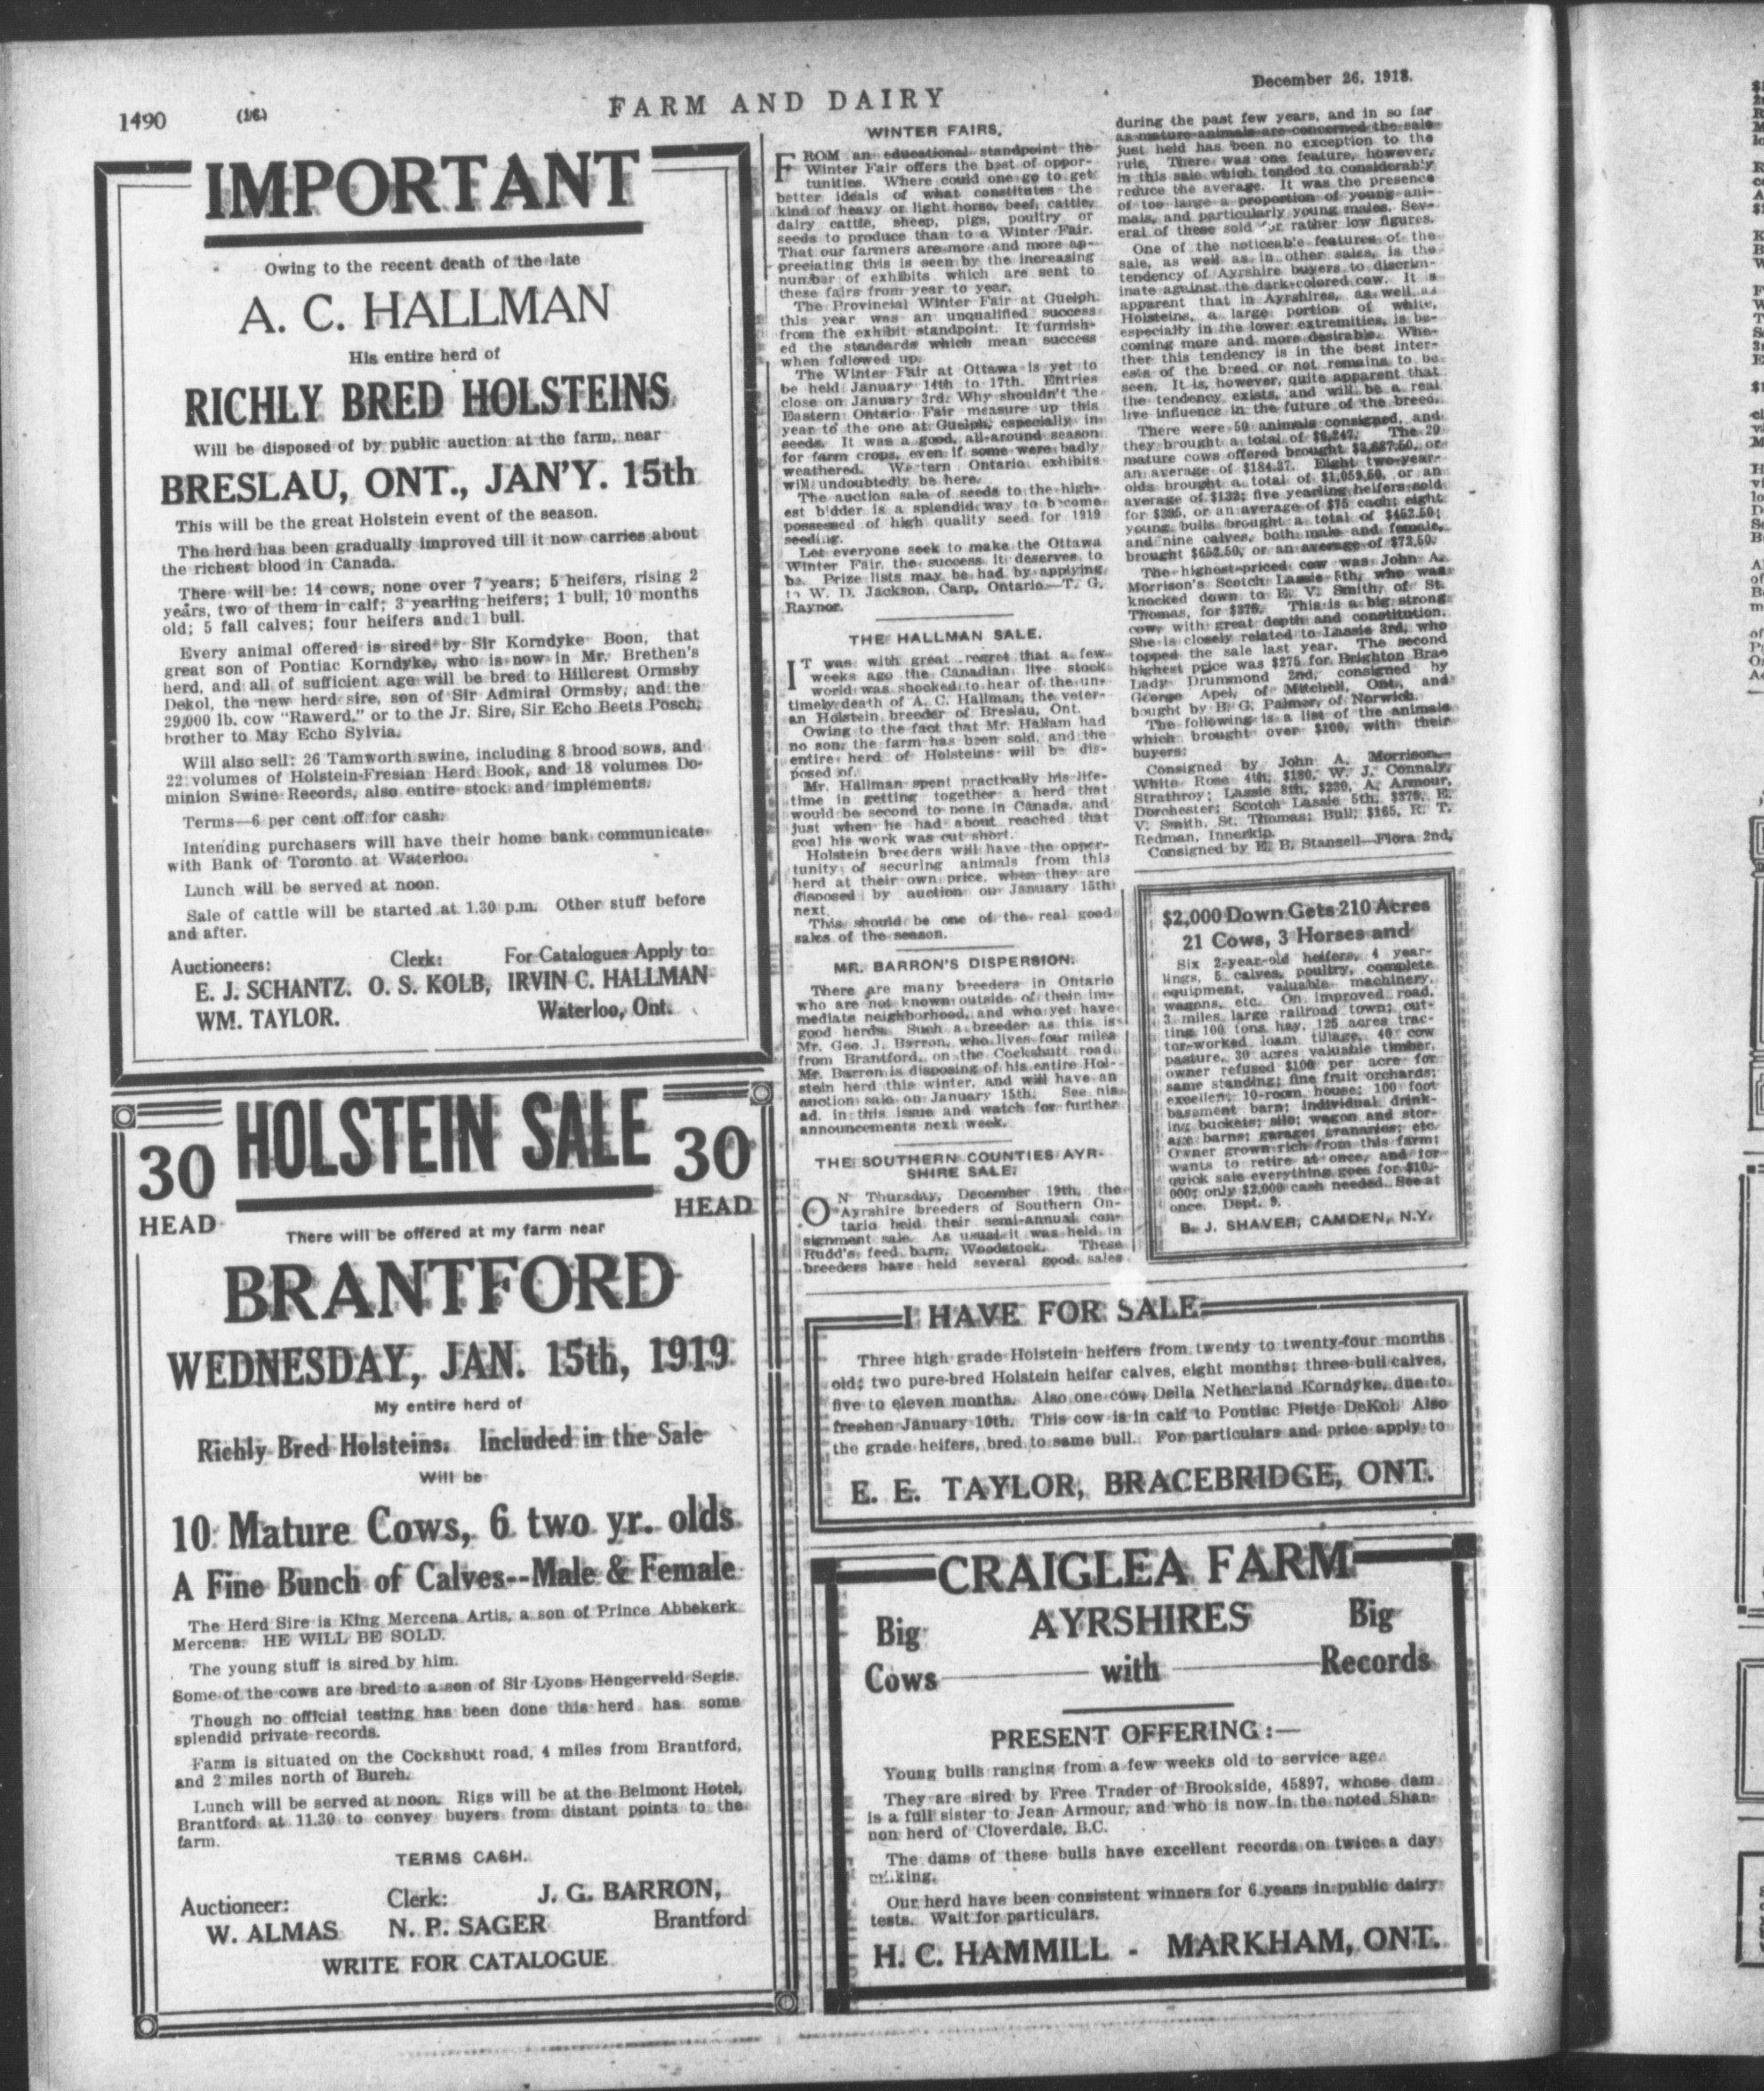 1490
(26)
FARM AND DAIRY
December 26, 1918.
IMPORTANT
Owing to the recent death of the late
A. C. HALLMAN
His entire herd of
RICHLY BRED HOLSTEINS
Will be disposed of by public auction at the farm, near
BRESLAU, ONT., JAN'Y. 15th
This will be the great Holstein event of the season.
The herd has been gradually improved till it now carries about
the richest blood in Canada.
There will be: 14 cows, none over 7 years; 5 heifers, rising 2
years, two of them in calf; 3 yearling heifers; 1 bull, 10 months
old; 5 fall calves; four heifers and 1 bull.
Every animal offered is sired by Sir Korndyke Boon, that
great son of Pontiac Korndyke, who is now in Mr. Brethen's
herd, and all of sufficient age will be bred to Hillcrest Ormsby
Dekol, the new herd sire, son of Sir Admiral Ormsby, and the
29,000 lb. cow "Rawerd," or to the Jr. Sire, Sir Echo Beets Posch,
brother to May Echo Sylvia.
Will also sell: 26 Tamworth swine, including 8 brood sows, and
22 volumes of Holstein-Fresian Herd Book, and 18 volumes Do-
minion Swine Records, also entire stock and implements.
Terms—6 per cent off for cash.
Intending purchasers will have their home bank communicate
with Bank of Toronto at Waterloo.
Lunch will be served at noon.
Sale of cattle will be started at 1.30 p.m. Other stuff before
and after.
Auctioneers: Clerk: For Catalogues Apply to
E. J. SCHANTZ. O. S. KOLB, IRVIN C. HALLMAN
WM. TAYLOR. Waterloo, Ont.
HOLSTEIN SALE
30 30
HEAD HEAD
There will be offered at my farm near
BRANTFORD
WEDNESDAY, JAN. 15th, 1919
My entire herd of
Richly Bred Holsteins. Included in the Sale
Will be
10 Mature Cows, 6 two yr. olds
A Fine Bunch of Calves--Male & Female
The Herd Sire is King Mercena Artis, a son of Prince Abbekerk
Mercena. HE WILL BE SOLD.
The young stuff is sired by him.
Some of the cows are bred to a son of Sir Lyons Hengerveld Segis.
Though no official testing has been done this herd has some
splendid private records.
Farm is situated on the Cockshutt road, 4 miles from Brantford,
and 2 miles north of Burch.
Lunch will be served at noon. Rigs will be at the Belmont Hotel,
Brantford at 11.30 to convey buyers from distant points to the
farm.
TERMS CASH.
Auctioneer: Clerk: J. G. BARRON,
W. ALMAS N. P. SAGER Brantford
WRITE FOR CATALOGUE
WINTER FAIRS.
FROM an educational standpoint the
Winter Fair offers the best of oppor-
tunities. Where could one go to get
better ideals of what constitutes the
kind of heavy or light horse, beef, cattle,
dairy cattle, sheep, pigs, poultry or
seeds to produce than to a Winter Fair.
That our farmers are more and more ap-
preciating this is seen by the increasing
number of exhibits which are sent to
these fairs from year to year.
The Provincial Winter Fair at Guelph
this year was an unqualified success
from the exhibit standpoint. It furnish-
ed the standards which mean success
when followed up.
The Winter Fair at Ottawa is yet to
be held January 14th to 17th. Entries
close on January 3rd. Why shouldn't the
Eastern Ontario Fair measure up this
year to the one at Guelph, especially in
seeds. It was a good, all-around season
for farm crops, even if some were badly
weathered. Western Ontario exhibits
will undoubtedly be here.
The auction sale of seeds to the high-
est bidder is a splendid way to become
possessed of high quality seed for 1919
seeding.
Let everyone seek to make the Ottawa
Winter Fair the success it deserves to
be. Prize lists may be had by applying
to W. D. Jackson, Carp, Ontario.—T. G.
Raynor.
THE HALLMAN SALE.
IT was with great regret that a few
weeks ago the Canadian live stock
world was shocked to hear of the un-
timely death of A. C. Hallman, the veter-
an Holstein breeder of Breslau, Ont.
Owing to the fact that Mr. Hallam had
no son, the farm has been sold, and the
entire herd of Holsteins will be dis-
posed of.
Mr. Hallman spent practically his life-
time in getting together a herd that
would be second to none in Canada, and
just when he had about reached that
goal his work was cut short.
Holstein breeders will have the oppor-
tunity of securing animals from this
herd at their own price, when they are
disposed by auction on January 15th
next.
This should be one of the real good
sales of the season.
MR. BARRON'S DISPERSION.
There are many breeders in Ontario
who are not known outside of their im-
mediate neighborhood, and who yet have
good herds. Such a breeder as this is
Mr. Geo. J. Barron, who lives four miles
from Brantford, on the Cockshutt road.
Mr. Barron is disposing of his entire Hol-
stein herd this winter, and will have an
auction sale on January 15th. See his
ad. in this issue and watch for further
announcements next week.
THE SOUTHERN COUNTIES AYR-
SHIRE SALE.
ON Thursday, December 19th, the
Ayrshire breeders of Southern On-
tario held their semi-annual con-
signment sale. As usual it was held in
Rudd's feed barn, Woodstock. These
breeders have held several good sales
during the past few years, and in so far
as mature animals are concerned the sale
just held has been no exception to the
rule. There was one feature, however,
in this sale which tended to considerably
reduce the average. It was the presence
of too large a proportion of young ani-
mals, and particularly young males. Sev-
eral of these sold for rather low figures.
One of the noticeable features of the
sale, as well as in other sales, is the
tendency of Ayrshire buyers to discrim-
inate against the dark-colored cow. It is
apparent that in Ayrshires, as well as
Holsteins, a large portion of white,
especially in the lower extremities, is be-
coming more and more desirable. Whe-
ther this tendency is in the best inter-
ests of the breed or not remains to be
seen. It is, however, quite apparent that
the tendency exists, and will be a real
live influence in the future of the breed.
There were 59 animals consigned, and
they brought a total of $6,247. The 20
mature cows offered brought $3,687.50, or
an average of $184.37. Eight two-year-
olds brought a total of $1,059.50, or an
average of $132; five yearling heifers sold
for $395, or an average of $75 each; eight
young bulls brought a total of $452.50;
and nine calves, both male and female,
brought $652.50, or an average of $72.50.
The highest-priced cow was John A.
Morrison's Scotch Lassie 5th, who was
knocked down to E. V. Smith, of St.
Thomas, for $375. This is a big strong
cow, with great depth and constitution.
She is closely related to Lassie 3rd, who
topped the sale last year. The second
highest price was $275 for Brighton Brae
Lady Drummond 2nd, consigned by
George Apel, of Mitchell, Ont., and
bought by B. G. Palmer, of Norwich.
The following is a list of the animals
which brought over $100, with their
buyers:
Consigned by John A. Morrison—
White Rose 4th, $180, W. J. Connaly,
Strathroy; Lassie 8th, $230, A. Armour,
Dorchester; Scotch Lassie 5th, $375, E.
V. Smith, St. Thomas; Bull, $165, R. T.
Redman, Innerkip.
Consigned by E. B. Stansell—Flora 2nd,
$2,000 Down Gets 210 Acres
21 Cows, 3 Horses and
Six 2-year-old heifers, 4 year-
lings, 5 calves, poultry, complete
equipment, valuable machinery,
wagons, etc. On improved road,
3 miles large railroad town; cut-
ting 100 tons hay, 125 acres trac-
tor-worked loam tillage, 40 cow
pasture, 30 acres valuable timber,
owner refused $100 per acre for
same standing; fine fruit orchards;
excellent 10-room house; 100 foot
basement barn; individual drink-
ing buckets; silo; wagon and stor-
age barns; garage; granaries; etc.
Owner grown rich from this farm;
wants to retire at once, and for
quick sale everything goes for $10,-
000; only $2,000 cash needed. See at
once. Dept. 9.
B. J. SHAVER, CAMDEN, N.Y.
I HAVE FOR SALE
Three high grade Holstein heifers from twenty to twenty-four months
old; two pure-bred Holstein heifer calves, eight months; three bull calves,
five to eleven months. Also one cow, Della Netherland Korndyke, due to
freshen January 10th. This cow is in calf to Pontiac Pietje DeKol. Also
the grade heifers, bred to same bull. For particulars and price apply to
E. E. TAYLOR, BRACEBRIDGE, ONT.
CRAIGLEA FARM
Big AYRSHIRES Big
Cows with Records
PRESENT OFFERING:—
Young bulls ranging from a few weeks old to service age.
They are sired by Free Trader of Brookside, 45897, whose dam
is a full sister to Jean Armour, and who is now in the noted Shan-
non herd of Cloverdale, B.C.
The dams of these bulls have excellent records on twice a day
milking.
Our herd have been consistent winners for 6 years in public dairy
tests. Wait for particulars.
H. C. HAMMILL - MARKHAM, ONT.